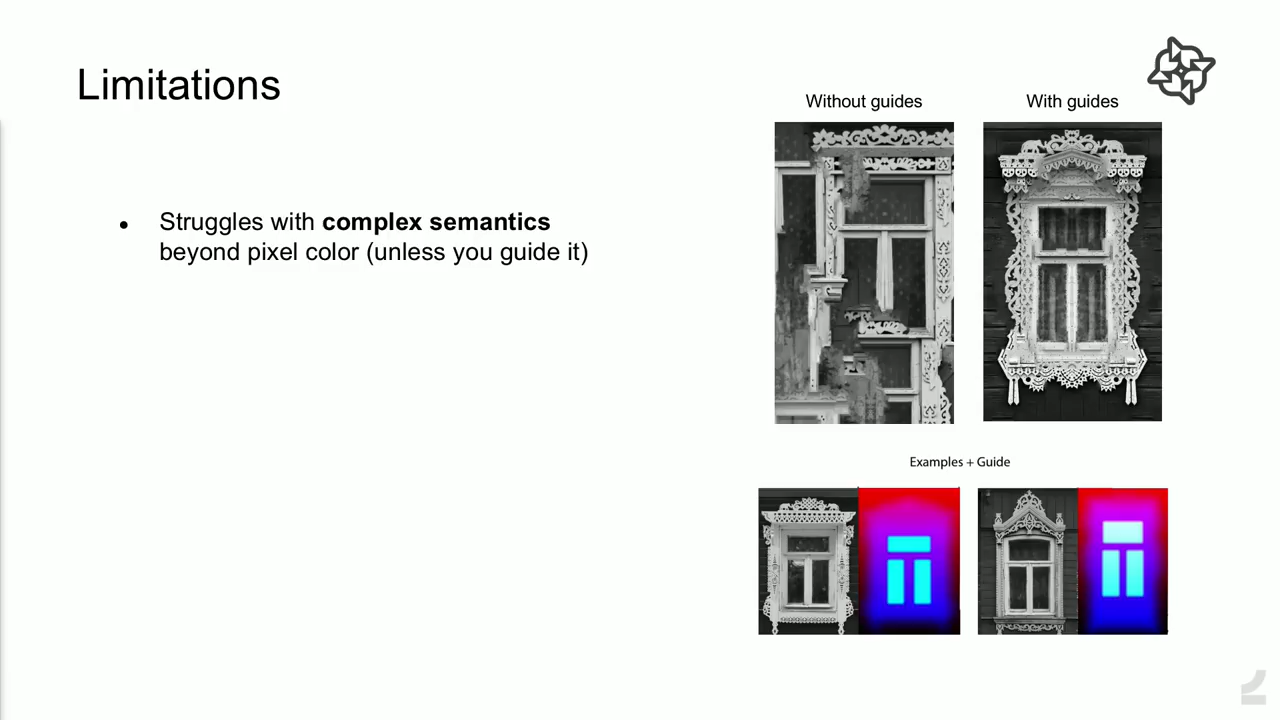 Limitations
Without guides
With guides
● Struggles with complex semantics
beyond pixel color (unless you guide it)
Examples + Guide